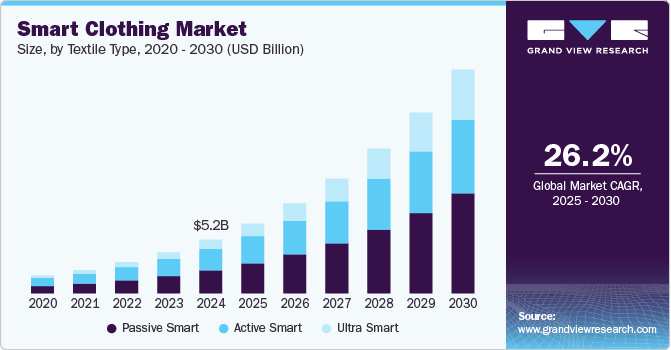 Smart Clothing Market
Size, by Textile Type, 2020 - 2030 (USD Billion)
$5.2B
2020 2021 2022 2023 2024 2025 2026 2027 2028 2029 2030
Passive Smart Active Smart Ultra Smart
GRAND VIEW RESEARCH
26.2%
Global Market CAGR,
2025 - 2030
Source:
www.grandviewresearch.com